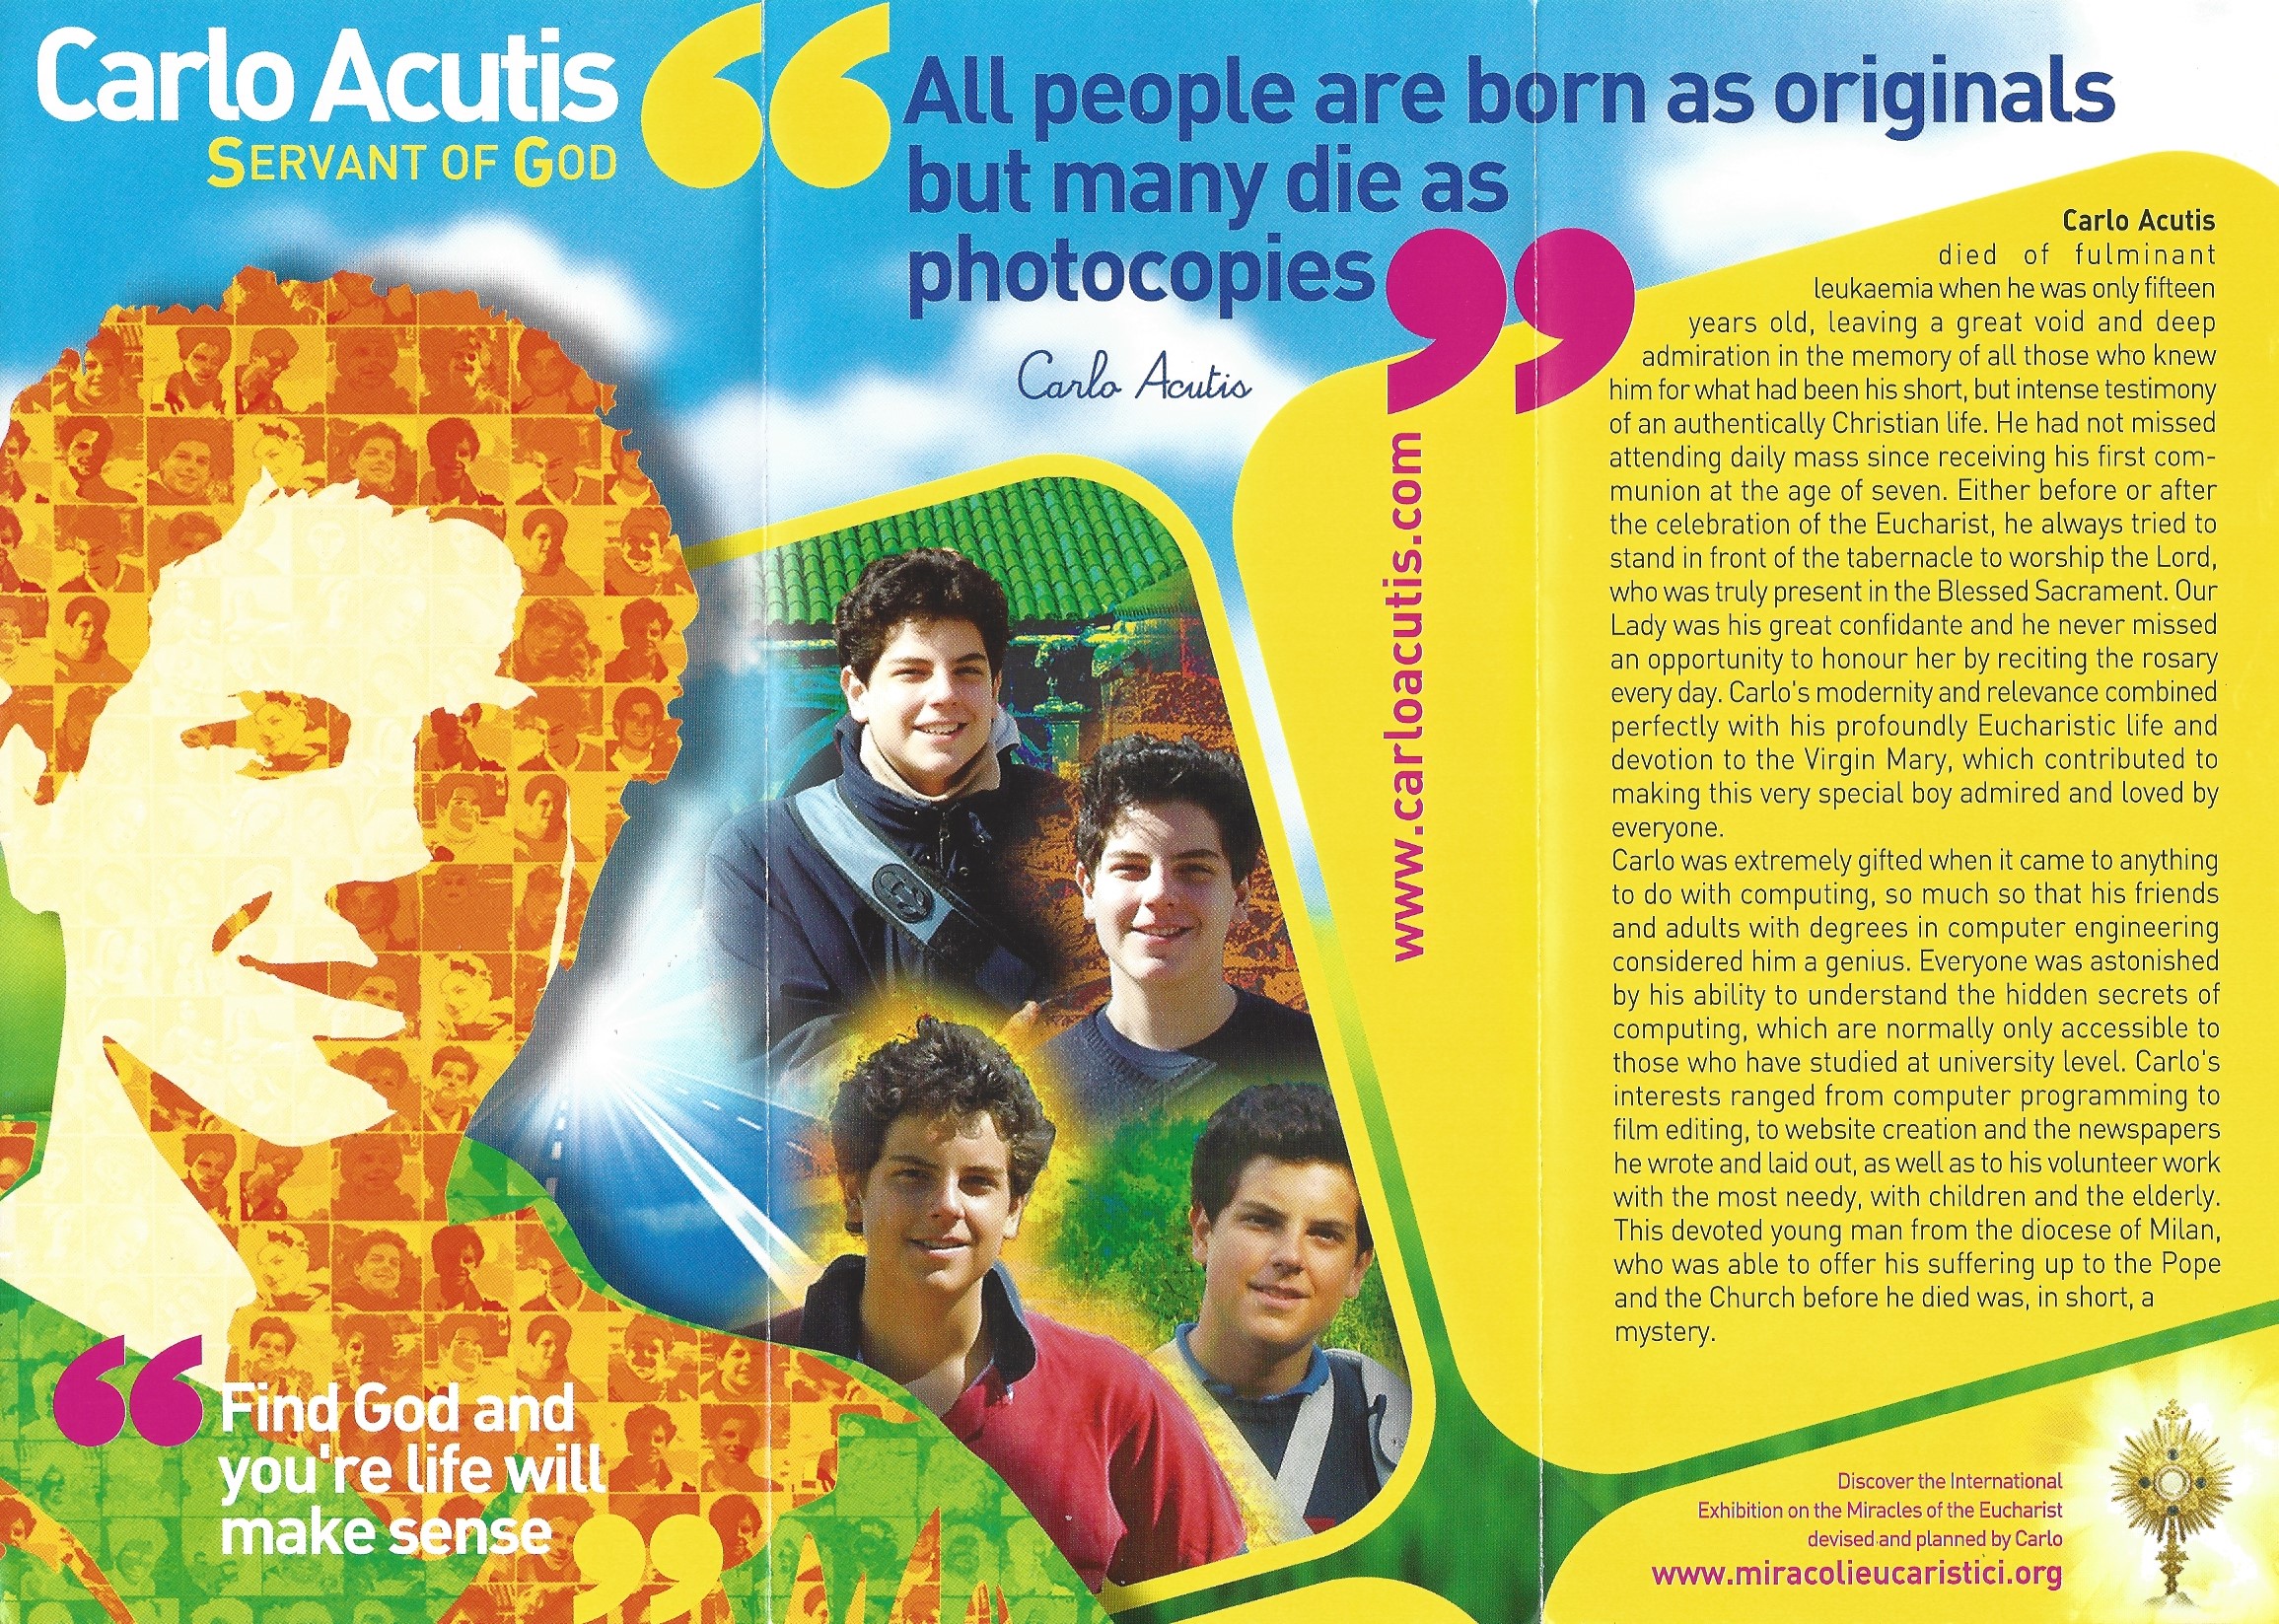 Carlo Acutis
SERVANT OF GOD
“All people are born as originals
but many die as
photocopies”
Carlo Acutis
www.carloacutis.com
Carlo Acutis
died of fulminant
leukaemia when he was only fifteen
years old, leaving a great void and deep
admiration in the memory of all those who knew
him for what had been his short, but intense testimony
of an authentically Christian life. He had not missed
attending daily mass since receiving his first com-
munion at the age of seven. Either before or after
the celebration of the Eucharist, he always tried to
stand in front of the tabernacle to worship the Lord,
who was truly present in the Blessed Sacrament. Our
Lady was his great confidante and he never missed
an opportunity to honour her by reciting the rosary
every day. Carlo's modernity and relevance combined
perfectly with his profoundly Eucharistic life and
devotion to the Virgin Mary, which contributed to
making this very special boy admired and loved by
everyone.
Carlo was extremely gifted when it came to anything
to do with computing, so much so that his friends
and adults with degrees in computer engineering
considered him a genius. Everyone was astonished
by his ability to understand the hidden secrets of
computing, which are normally only accessible to
those who have studied at university level. Carlo's
interests ranged from computer programming to
film editing, to website creation and the newspapers
he wrote and laid out, as well as to his volunteer work
with the most needy, with children and the elderly.
This devoted young man from the diocese of Milan,
who was able to offer his suffering up to the Pope
and the Church before he died was, in short, a
mystery.
“Find God and
you're life will
make sense”
Discover the International
Exhibition on the Miracles of the Eucharist
devised and planned by Carlo
www.miracolieucaristici.org